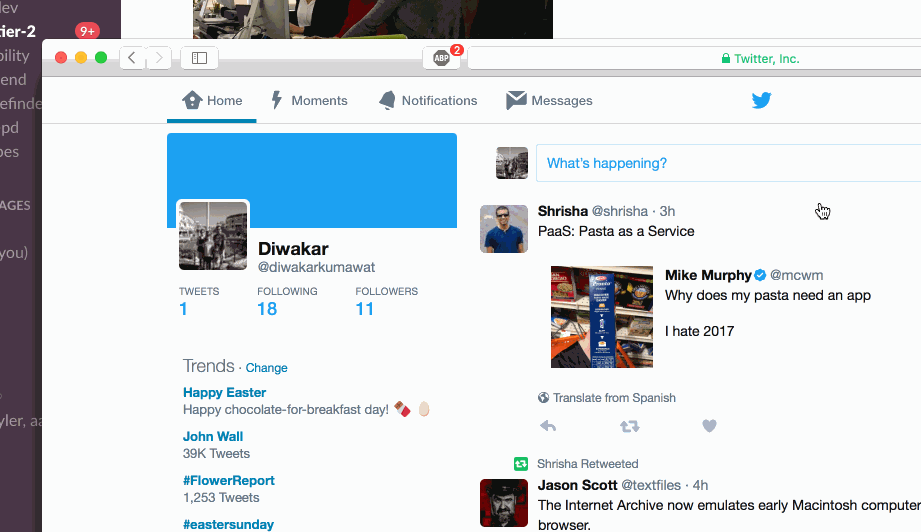 lev
tier-2
9+
bility
end
refinde
pd
pes
AGES
you)
yler, aa
ABP
2
Twitter, Inc.
Home
Moments
Notifications
Messages
What's happening?
Diwakar
@diwakarkumawat
TWEETS
FOLLOWING
FOLLOWERS
1
18
11
Trends · Change
Happy Easter
Happy chocolate-for-breakfast day! 🍫 🥚
John Wall
39K Tweets
#FlowerReport
1,253 Tweets
#eastersunday
Shrisha @shrisha · 3h
PaaS: Pasta as a Service
Mike Murphy @mcwm
Why does my pasta need an app
I hate 2017
Translate from Spanish
Shrisha Retweeted
Jason Scott @textfiles · 4h
The Internet Archive now emulates early Macintosh computer
browser.